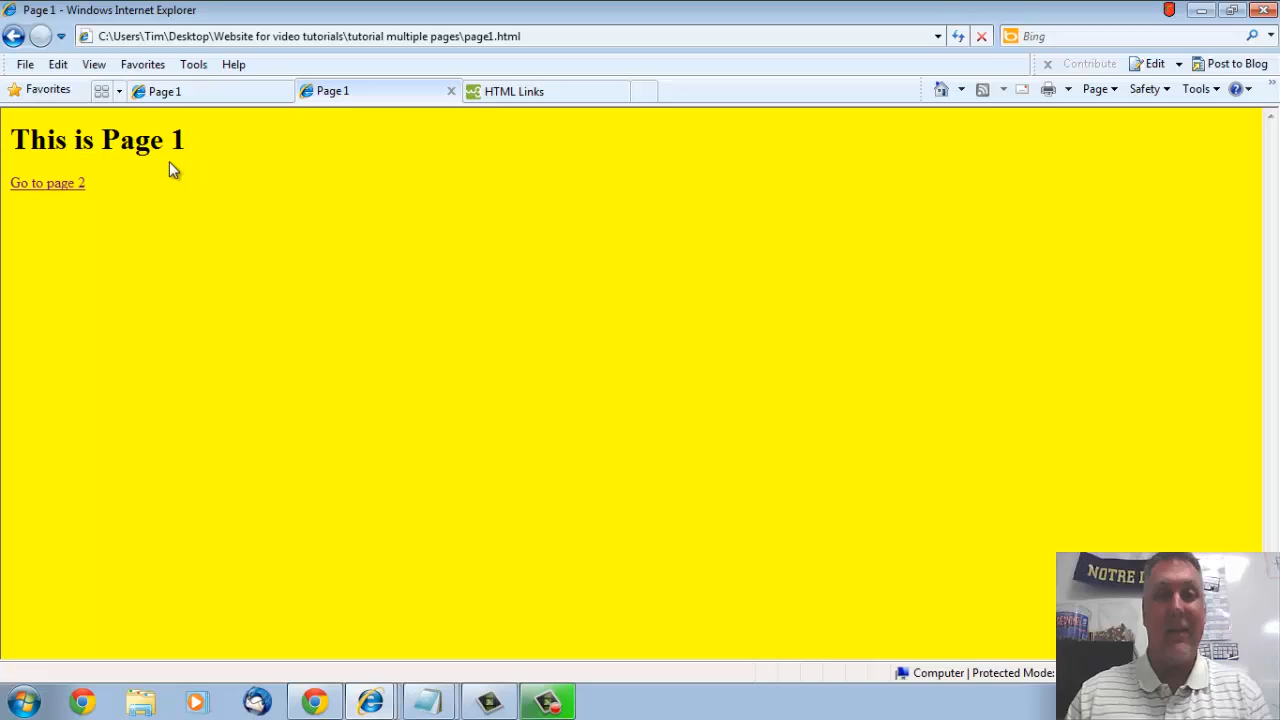 Page 1 - Windows Internet Explorer
C:\Users\Tim\Desktop\Website for video tutorials\tutorial multiple pages\page1.html
Bing
File Edit View Favorites Tools Help
x Contribute Edit Post to Blog
Favorites Page 1 Page 1 HTML Links Page Safety Tools
This is Page 1
Go to page 2
NOTRE
Computer | Protected Mode: